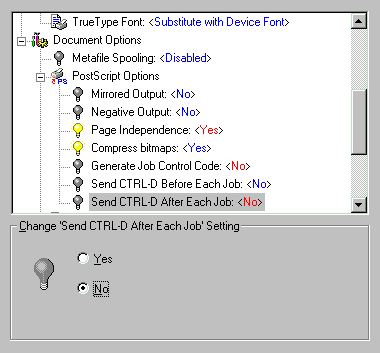 TrueType Font: <Substitute with Device Font>
Document Options
Metafile Spooling: <Disabled>
PostScript Options
Mirrored Output: <No>
Negative Output: <No>
Page Independence: <Yes>
Compress bitmaps: <Yes>
Generate Job Control Code: <No>
Send CTRL-D Before Each Job: <No>
Send CTRL-D After Each Job: <No>
Change 'Send CTRL-D After Each Job' Setting
Yes
No